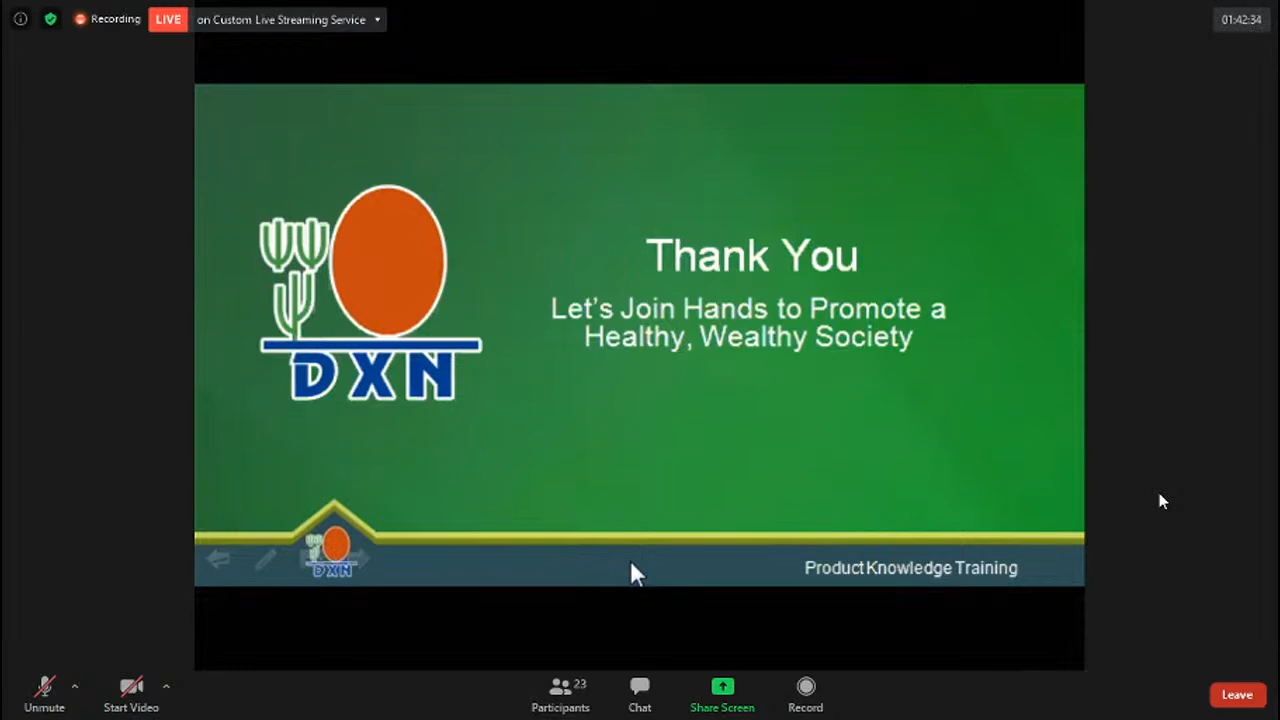 Recording
LIVE
on Custom Live Streaming Service
01:42:34
Thank You
Let's Join Hands to Promote a
Healthy, Wealthy Society
DXN
DXN
Product Knowledge Training
Unmute
Start Video
23
Participants
Chat
Share Screen
Record
Leave